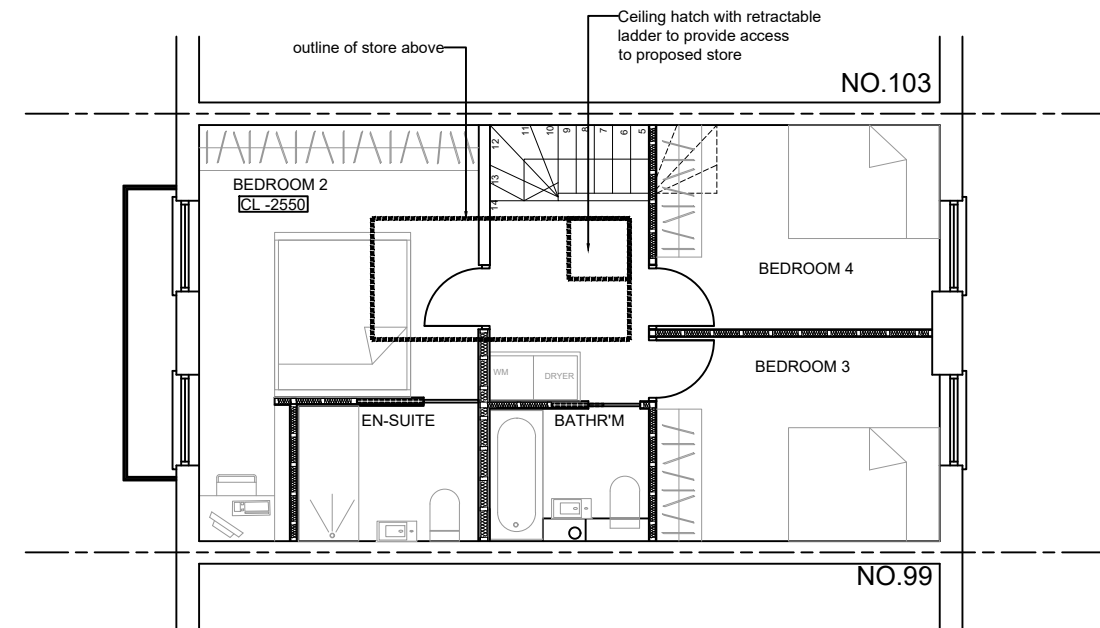 Ceiling hatch with retractable
ladder to provide access
to proposed store
outline of store above
NO.103
BEDROOM 2
CL -2550
14
13
12
11
10
9
8
7
6
5
BEDROOM 4
BEDROOM 3
WM
DRYER
EN-SUITE
BATHR'M
NO.99